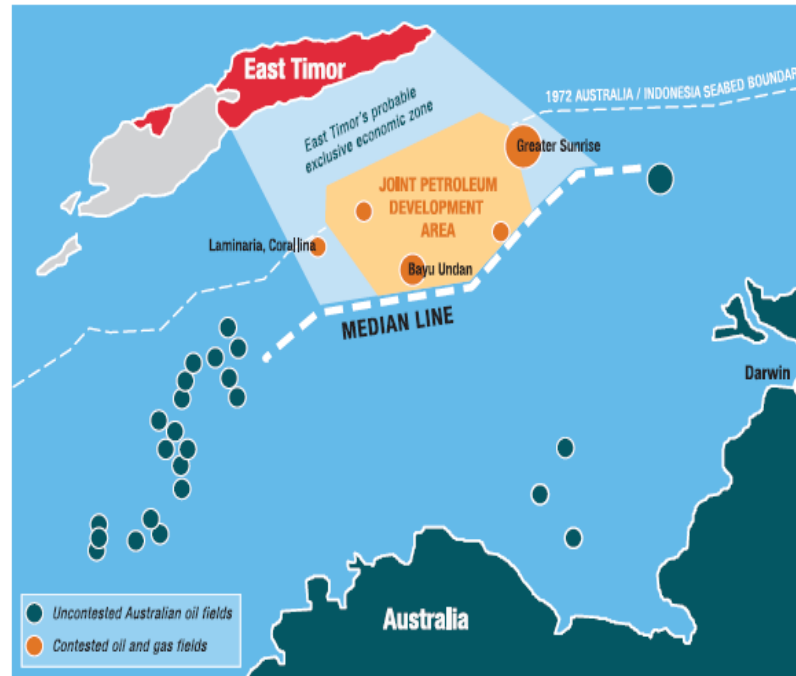 East Timor
1972 AUSTRALIA / INDONESIA SEABED BOUNDARY
East Timor's probable
exclusive economic zone
Greater Sunrise
JOINT PETROLEUM
DEVELOPMENT
AREA
Laminaria, Corallina
Bayu Undan
MEDIAN LINE
Darwin
Australia
Uncontested Australian oil fields
Contested oil and gas fields